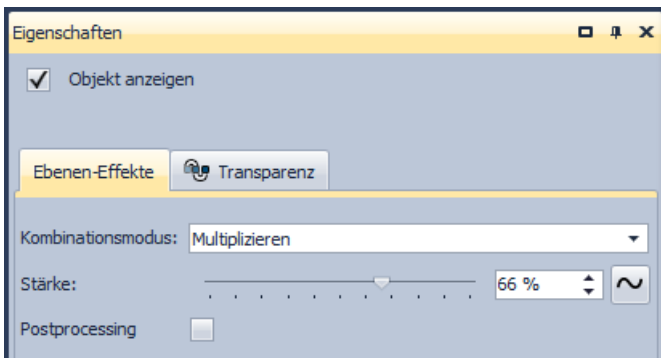 Eigenschaften
Objekt anzeigen
Ebenen-Effekte Transparenz
Kombinationsmodus: Multiplizieren
Stärke: 66 %
Postprocessing